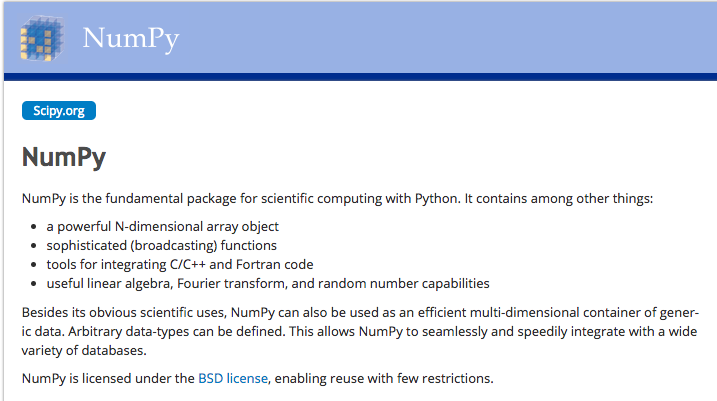 NumPy
Scipy.org
NumPy
NumPy is the fundamental package for scientific computing with Python. It contains among other things:
• a powerful N-dimensional array object
• sophisticated (broadcasting) functions
• tools for integrating C/C++ and Fortran code
• useful linear algebra, Fourier transform, and random number capabilities
Besides its obvious scientific uses, NumPy can also be used as an efficient multi-dimensional container of gener-
ic data. Arbitrary data-types can be defined. This allows NumPy to seamlessly and speedily integrate with a wide
variety of databases.
NumPy is licensed under the BSD license, enabling reuse with few restrictions.